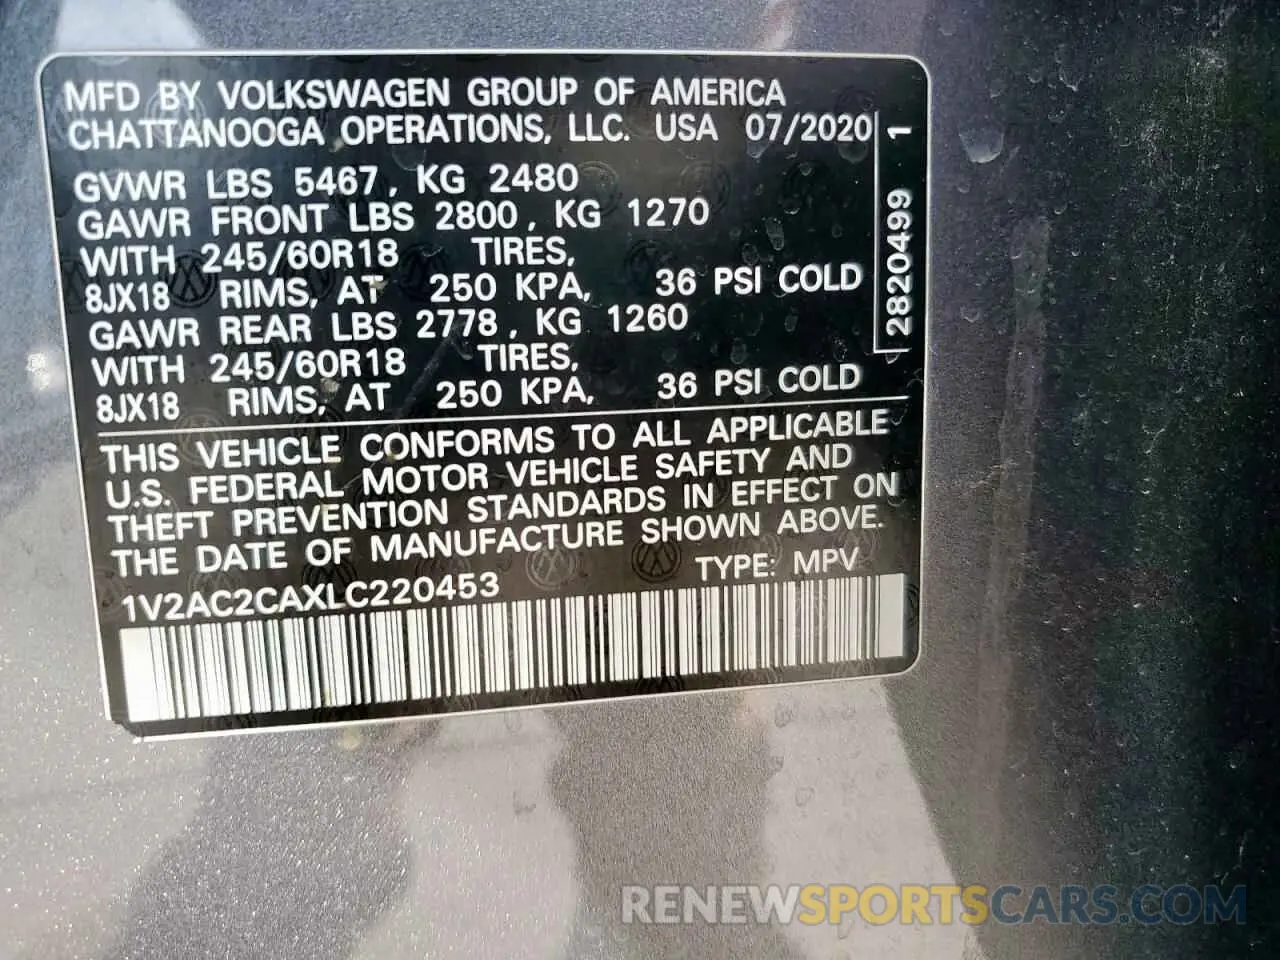 MFD BY VOLKSWAGEN GROUP OF AMERICA
CHATTANOOGA OPERATIONS, LLC. USA 07/2020
GVWR LBS 5467, KG 2480
GAWR FRONT LBS 2800, KG 1270
WITH 245/60R18 TIRES,
8JX18 RIMS, AT 250 KPA, 36 PSI COLD
GAWR REAR LBS 2778, KG 1260
WITH 245/60R18 TIRES,
8JX18 RIMS, AT 250 KPA, 36 PSI COLD
2820499 1
THIS VEHICLE CONFORMS TO ALL APPLICABLE
U.S. FEDERAL MOTOR VEHICLE SAFETY AND
THEFT PREVENTION STANDARDS IN EFFECT ON
THE DATE OF MANUFACTURE SHOWN ABOVE.
1V2AC2CAXLC220453 TYPE: MPV
RENEWSPORTSCARS.COM